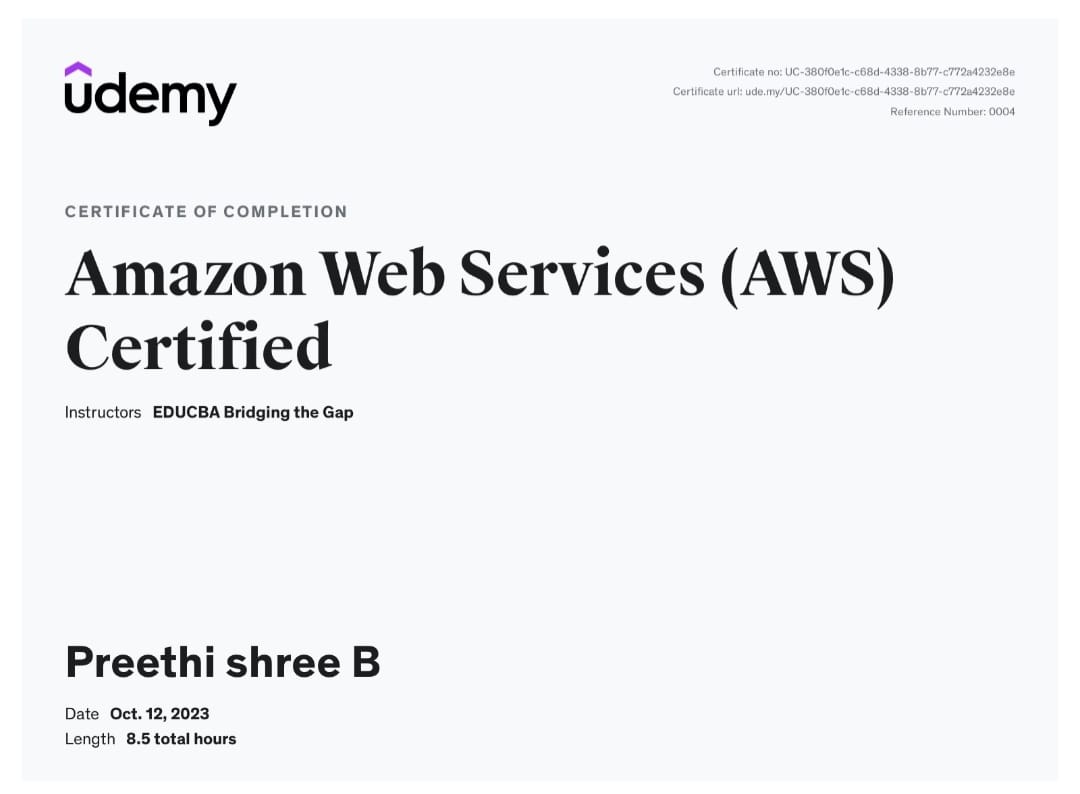 udemy
Certificate no: UC-380f0e1c-c68d-4338-8b77-c772a4232e8e
Certificate url: ude.my/UC-380f0e1c-c68d-4338-8b77-c772a4232e8e
Reference Number: 0004
CERTIFICATE OF COMPLETION
Amazon Web Services (AWS)
Certified
Instructors EDUCBA Bridging the Gap
Preethi shree B
Date Oct. 12, 2023
Length 8.5 total hours